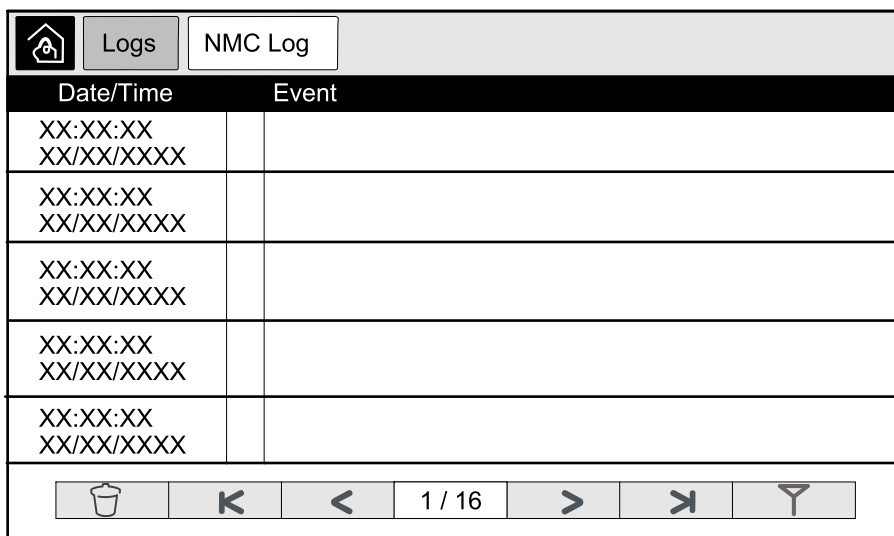 Logs
NMC Log
Date/Time Event
XX:XX:XX
XX/XX/XXXX
XX:XX:XX
XX/XX/XXXX
XX:XX:XX
XX/XX/XXXX
XX:XX:XX
XX/XX/XXXX
XX:XX:XX
XX/XX/XXXX
1 / 16